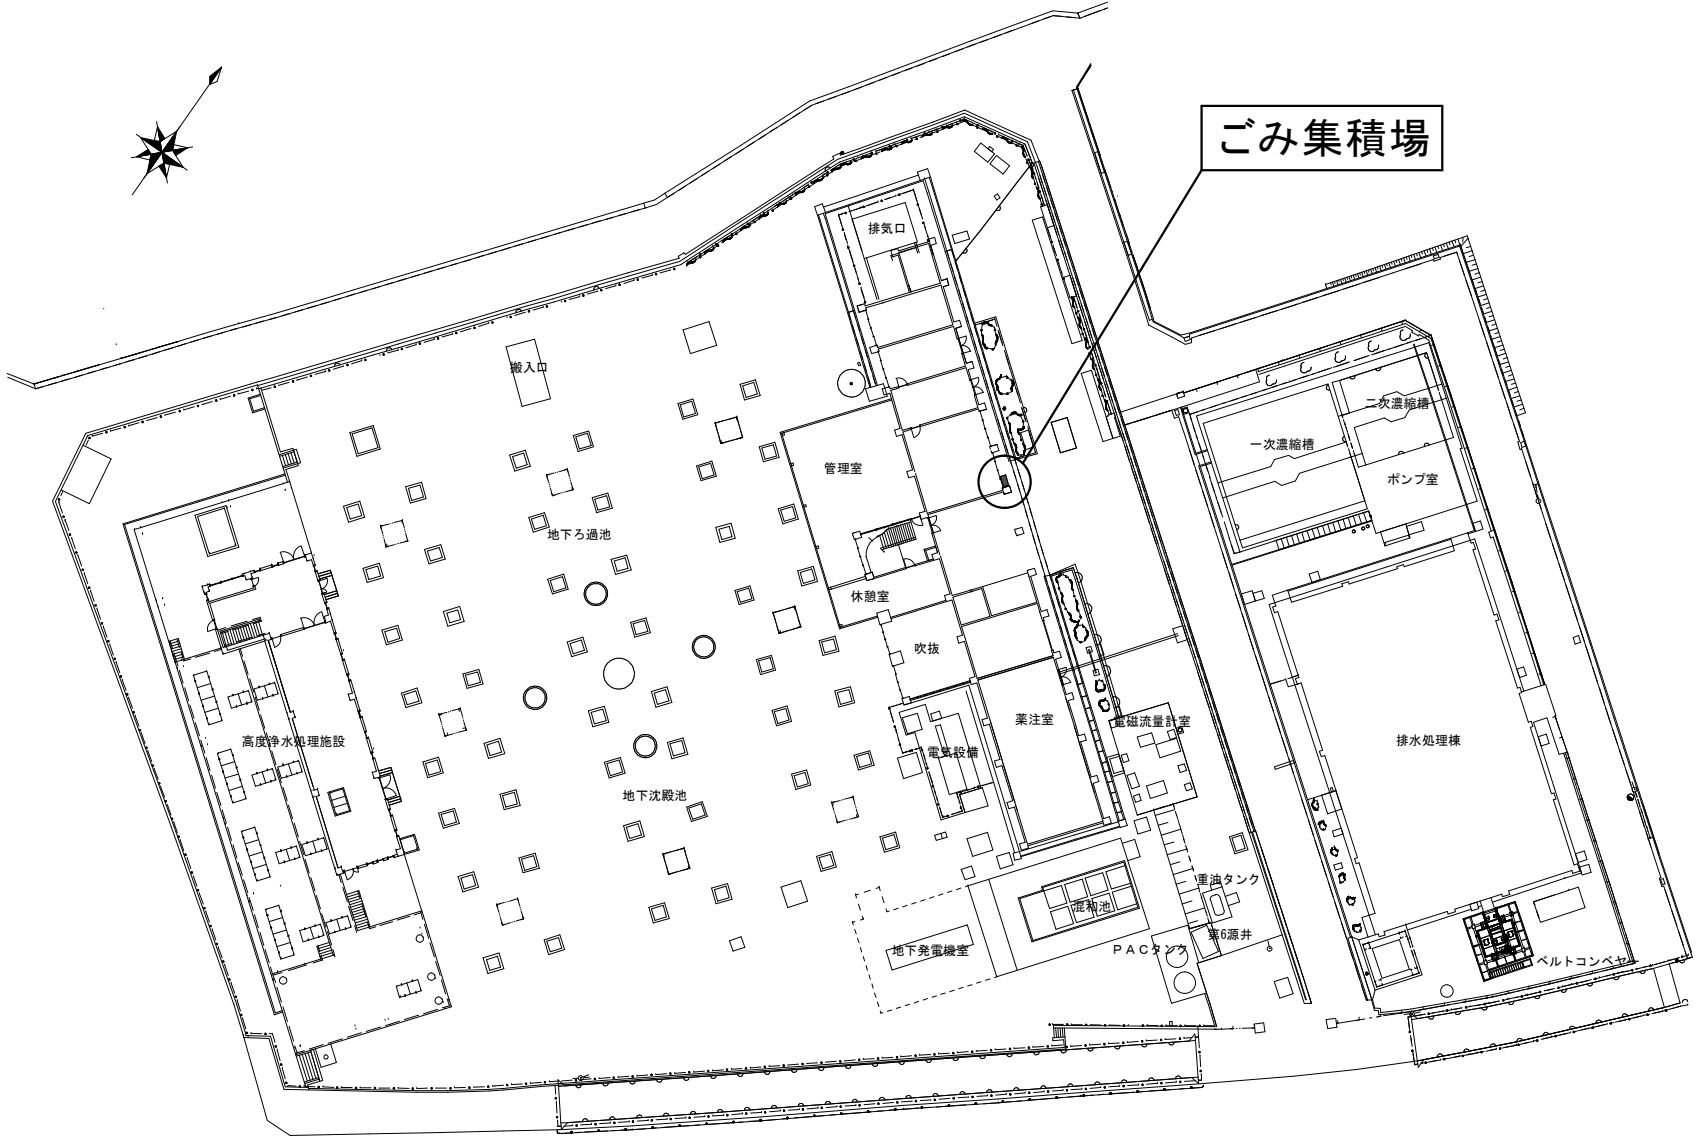 ごみ集積場
排気口
搬入口
二次濃縮槽
一次濃縮槽
管理室
ポンプ室
地下ろ過池
休憩室
吹抜
薬注室
電磁流量計室
高度浄水処理施設
電気設備
排水処理棟
地下沈殿池
重油タンク
混和池
第6源井
地下発電機室
PACタンク
ベルトコンベヤー